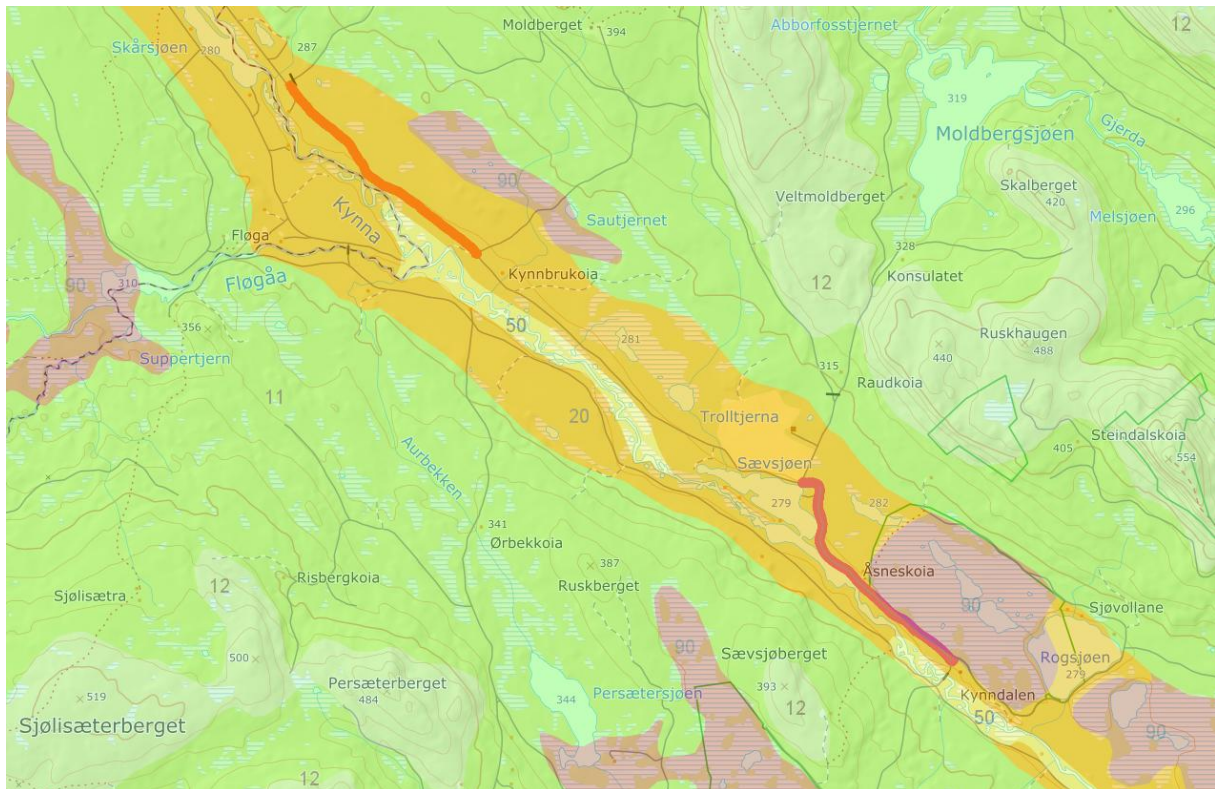 Moldberget
394
Abborfosstjernet
12
Skårsjøen
280
287
319
Moldbergsjøen
Gjerda
90
Skalberget
420
Veltmoldberget
Melsjøen
296
Kynna
Sautjernet
Fløga
328
Kynnbrukoia
Konsulatet
90
310
Fløgåa
12
50
Ruskhaugen
356
281
440
488
Suppertjern
315
Raudkoia
11
20
Trolltjerna
Steindalskoia
405
554
Aurbekken
Sævsjøen
279
282
341
Ørbekkoia
387
Åsneskoia
Risbergkoia
Ruskberget
12
Sjølisætra
90
Sjøvollane
90
Sævsjøberget
Rogsjøen
500
279
Persæterberget
484
393
519
344
Persætersjøen
Kynndalen
12
50
Sjølisæterberget
90
12